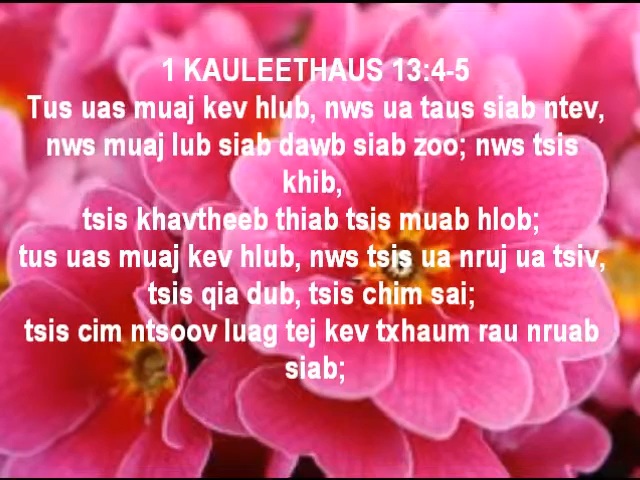 1 KAULEETHAUS 13:4-5
Tus uas muaj kev hlub, nws ua taus siab ntev,
nws muaj lub siab dawb siab zoo; nws tsis
khib,
tsis khavtheeb thiab tsis muab hlob;
tus uas muaj kev hlub, nws tsis ua nruj ua tsiv,
tsis qia dub, tsis chim sai;
tsis cim ntsoov luag tej kev txhaum rau nruab
siab;